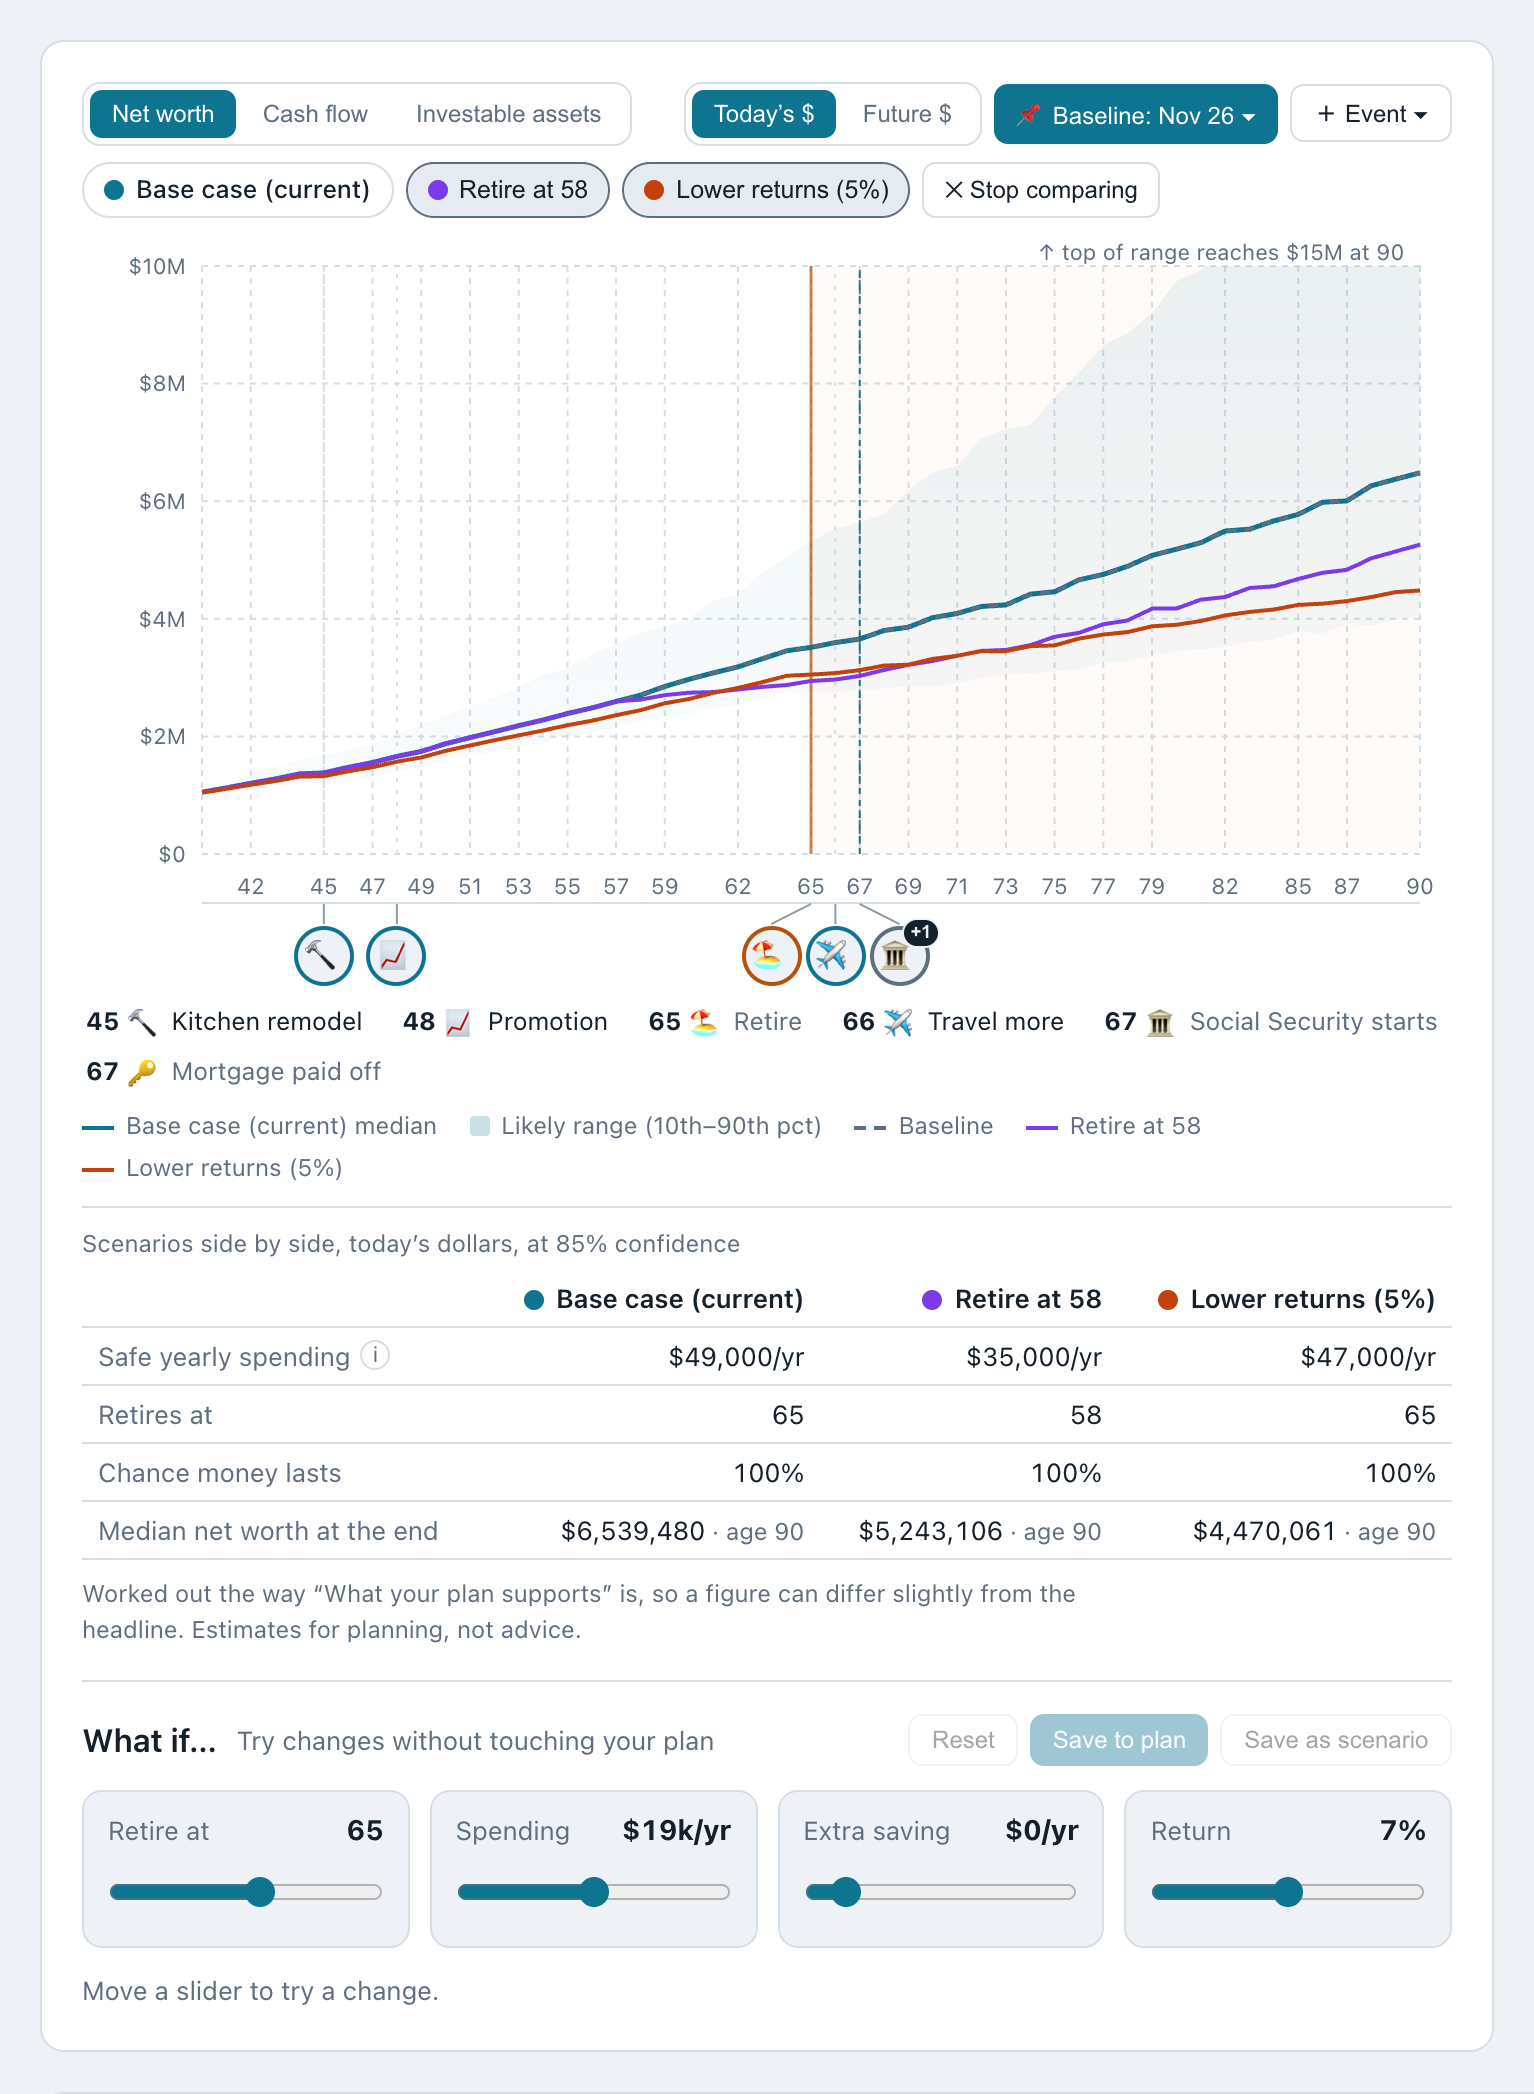 Net worth Cash flow Investable assets Today's $ Future $ Baseline: Nov 26 + Event
Base case (current) Retire at 58 Lower returns (5%) × Stop comparing
↑ top of range reaches $15M at 90
$10M
$8M
$6M
$4M
$2M
$0
42 45 47 49 51 53 55 57 59 62 65 67 69 71 73 75 77 79 82 85 87 90
+1
45 Kitchen remodel 48 Promotion 65 Retire 66 Travel more 67 Social Security starts
67 Mortgage paid off
Base case (current) median Likely range (10th–90th pct) Baseline Retire at 58
Lower returns (5%)
Scenarios side by side, today's dollars, at 85% confidence
Base case (current) Retire at 58 Lower returns (5%)
Safe yearly spending i $49,000/yr $35,000/yr $47,000/yr
Retires at 65 58 65
Chance money lasts 100% 100% 100%
Median net worth at the end $6,539,480 · age 90 $5,243,106 · age 90 $4,470,061 · age 90
Worked out the way “What your plan supports” is, so a figure can differ slightly from the
headline. Estimates for planning, not advice.
What if... Try changes without touching your plan Reset Save to plan Save as scenario
Retire at 65 Spending $19k/yr Extra saving $0/yr Return 7%
Move a slider to try a change.